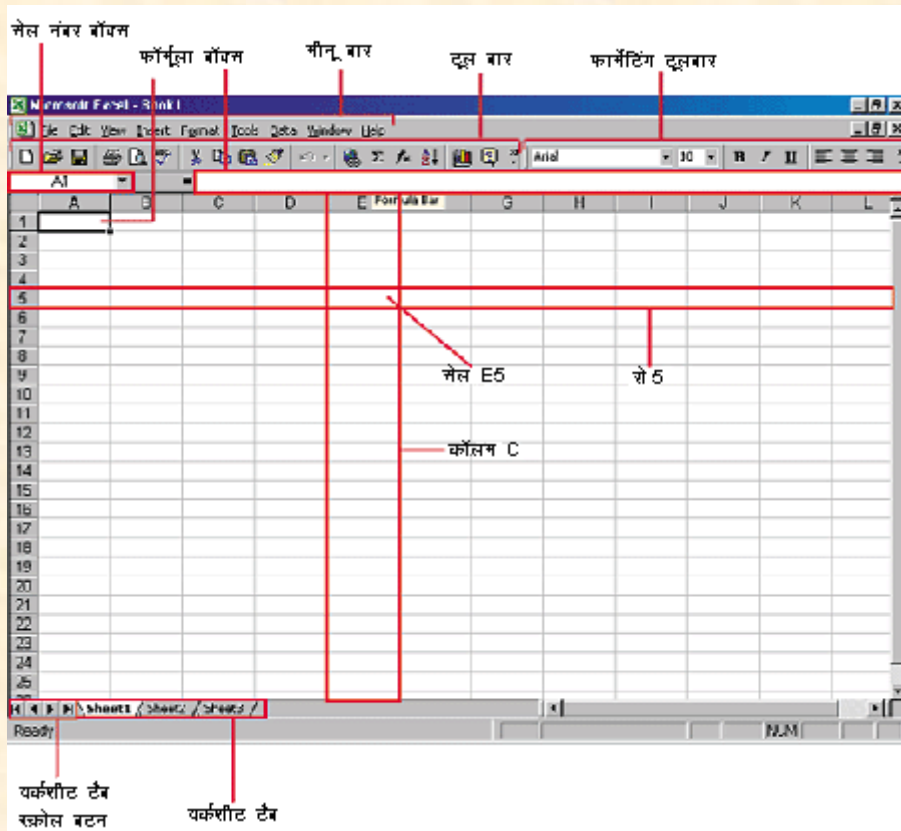 सेल नंबर बॉक्स
फॉर्मूला बॉक्स
मीनू बार
टूल बार
फार्मेटिंग टूलबार
Microsoft Excel - Book1
File Edit View Insert Format Tools Data Window Help
Arial 10 B I U
A1 =
A B C D E Formula Bar G H I J K L
1
2
3
4
5
6
7
8
9
सेल E5
रो 5
10
11
12
13
कॉलम C
14
15
16
17
18
19
20
21
22
23
24
25
Sheet1 Sheet2 Sheet3
Ready NUM
वर्कशीट टैब
स्क्रोल बटन
वर्कशीट टैब